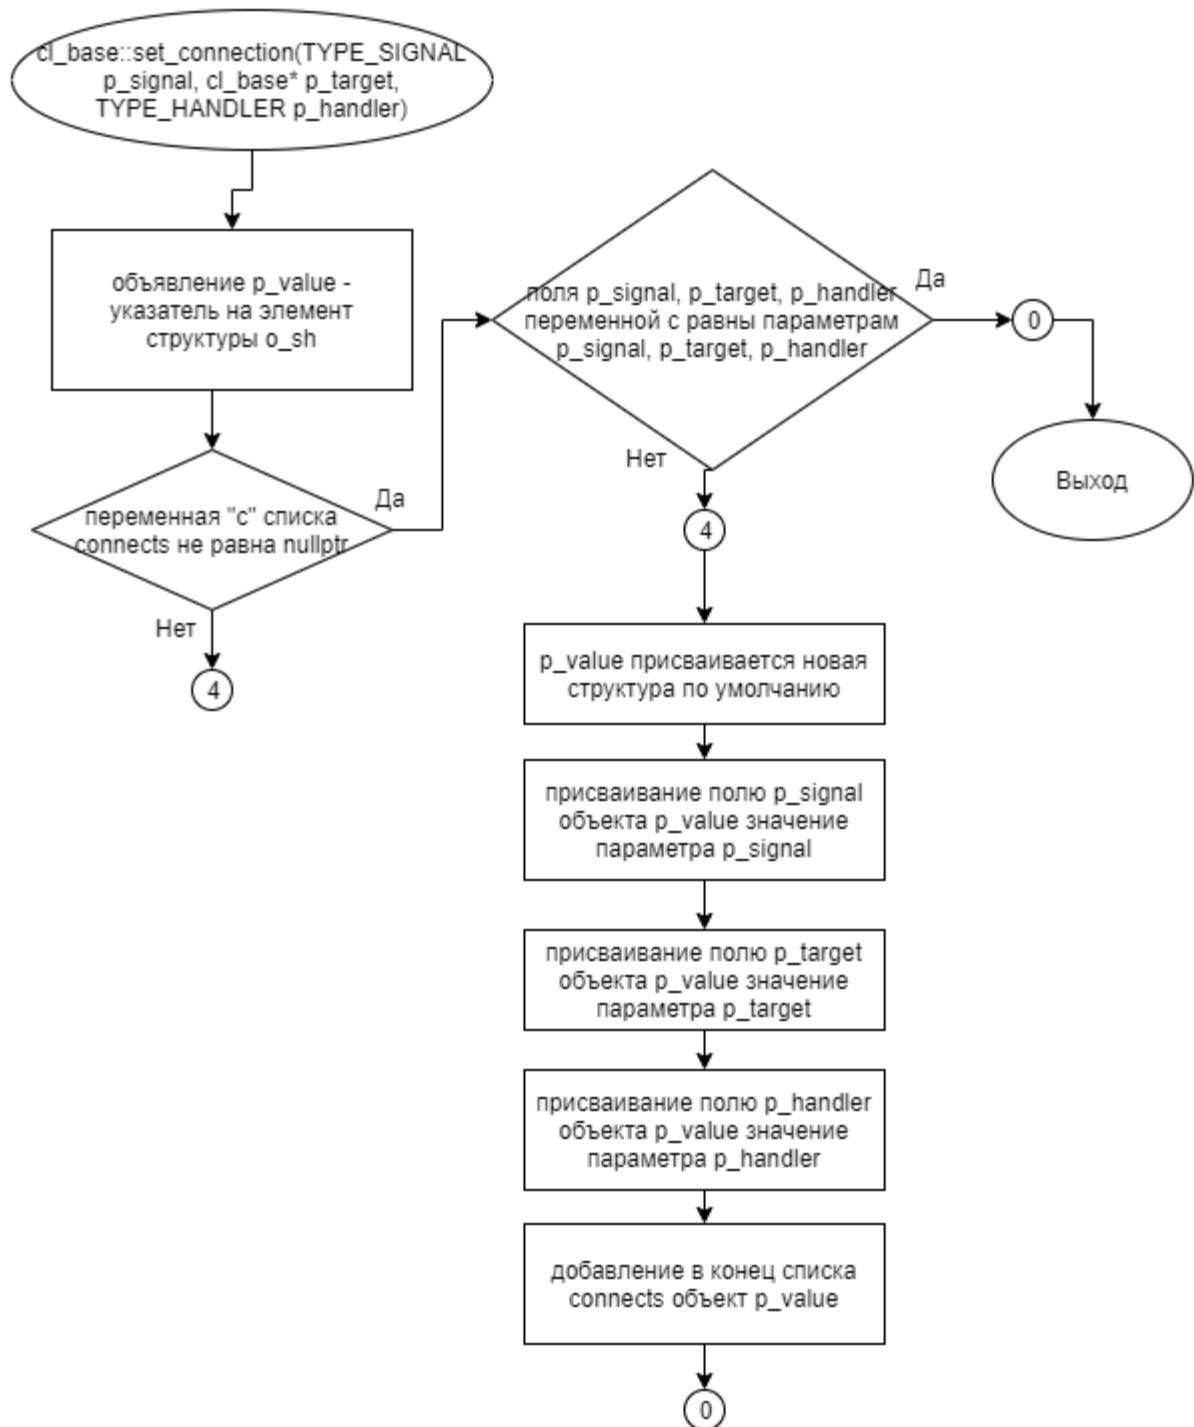 cl_base::set_connection(TYPE_SIGNAL
p_signal, cl_base* p_target,
TYPE_HANDLER p_handler)
объявление p_value -
указатель на элемент
структуры o_sh
переменная "c" списка
connects не равна nullptr
Да
Нет
4
поля p_signal, p_target, p_handler
переменной c равны параметрам
p_signal, p_target, p_handler
Да
0
Выход
Нет
4
p_value присваивается новая
структура по умолчанию
присваивание полю p_signal
объекта p_value значение
параметра p_signal
присваивание полю p_target
объекта p_value значение
параметра p_target
присваивание полю p_handler
объекта p_value значение
параметра p_handler
добавление в конец списка
connects объект p_value
0